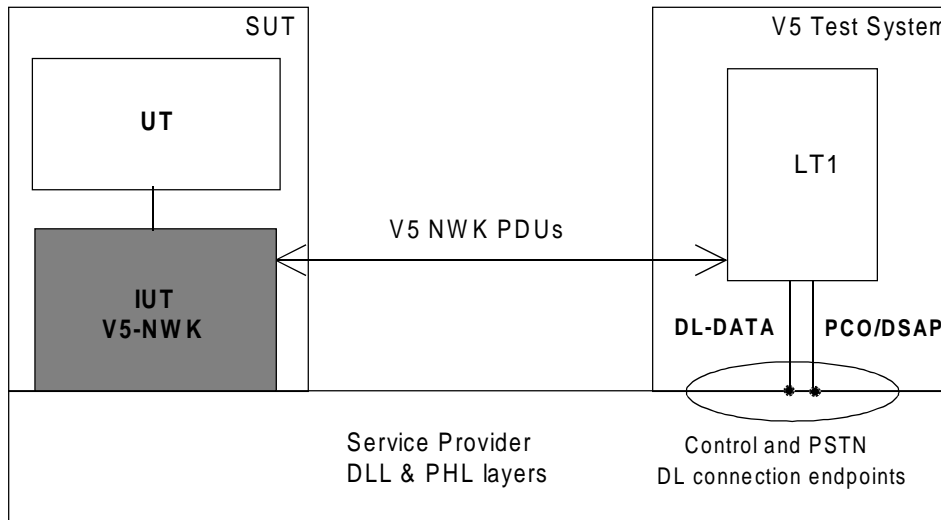 SUT
V5 Test System
UT
LT1
V5 NWK PDUs
IUT
V5-NWK
DL-DATA
PCO/DSAP
Service Provider
DLL & PHL layers
Control and PSTN
DL connection endpoints